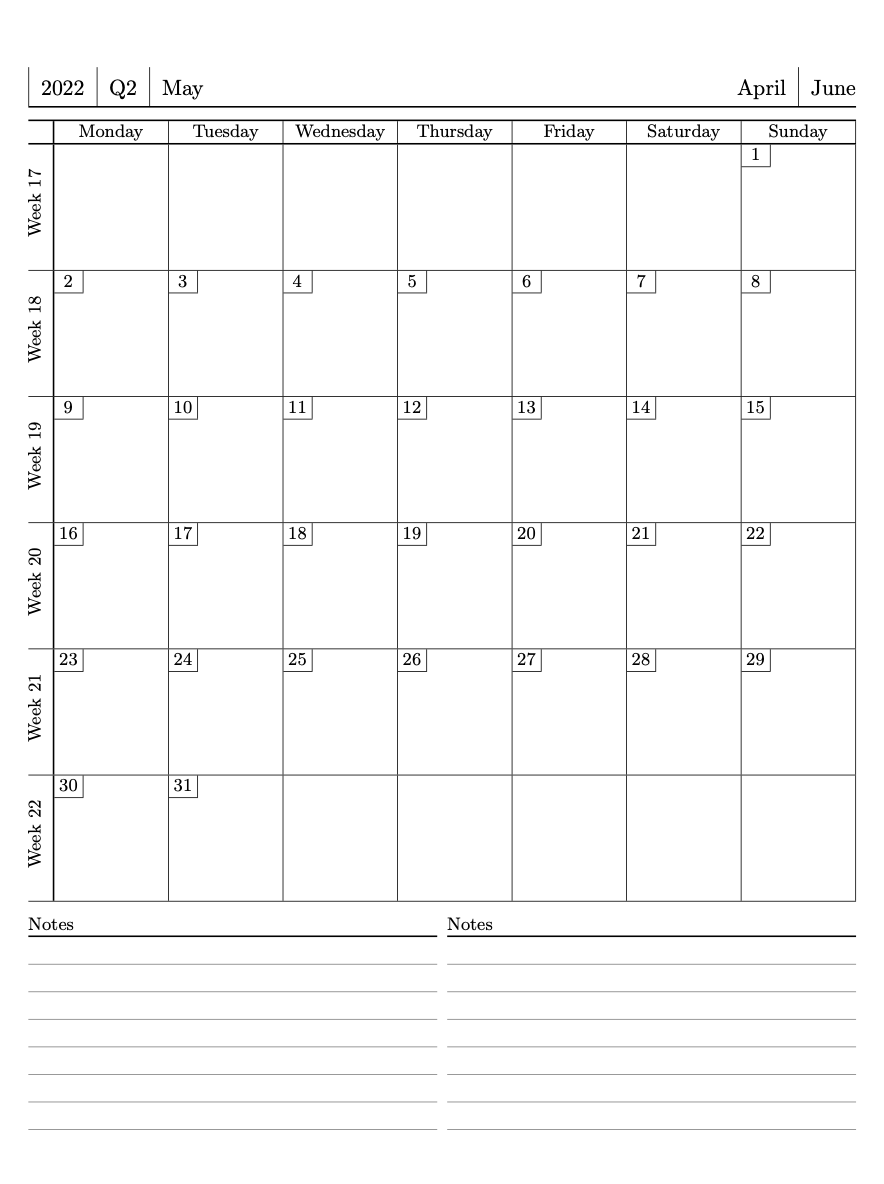 2022 Q2 May April June
Monday Tuesday Wednesday Thursday Friday Saturday Sunday
Week 17 1
Week 18 2 3 4 5 6 7 8
Week 19 9 10 11 12 13 14 15
Week 20 16 17 18 19 20 21 22
Week 21 23 24 25 26 27 28 29
Week 22 30 31
Notes Notes